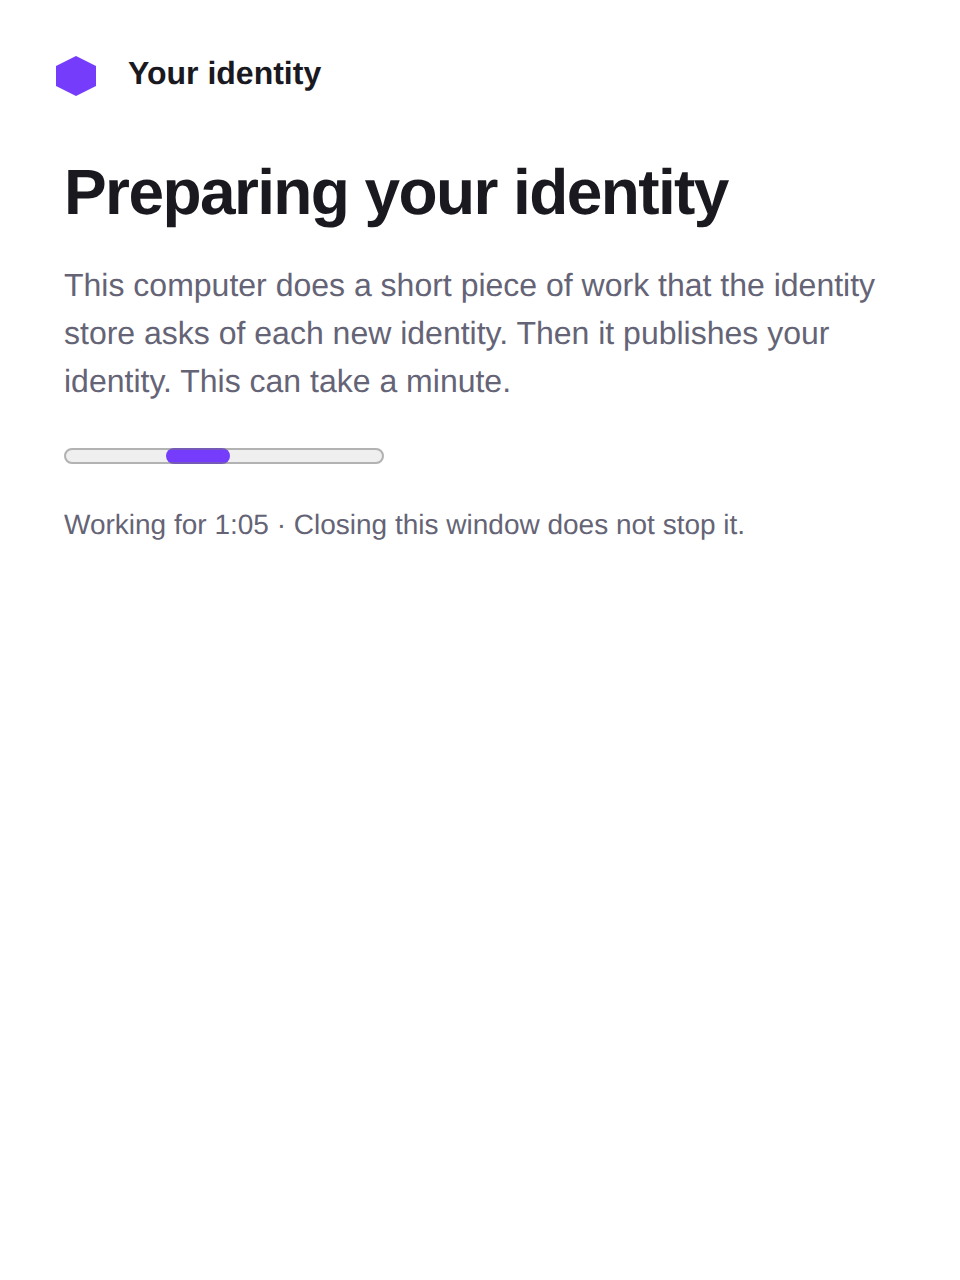 Your identity
Preparing your identity
This computer does a short piece of work that the identity
store asks of each new identity. Then it publishes your
identity. This can take a minute.
Working for 1:05 · Closing this window does not stop it.